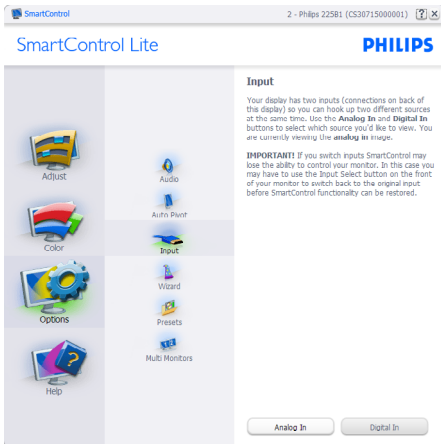 SmartControl
2 - Philips 225B1 (CS30715000001)
SmartControl Lite
PHILIPS
Adjust
Color
Options
Help
Audio
Auto Pivot
Input
Wizard
Presets
Multi Monitors
Input
Your display has two inputs (connections on back of
this display) so you can hook up two different sources
at the same time. Use the Analog In and Digital In
buttons to select which source you'd like to view. You
are currently viewing the analog in image.
IMPORTANT! If you switch inputs SmartControl may
lose the ability to control your monitor. In this case you
may have to use the Input Select button on the front
of your monitor to switch back to the original input
before SmartControl functionality can be restored.
Analog In
Digital In